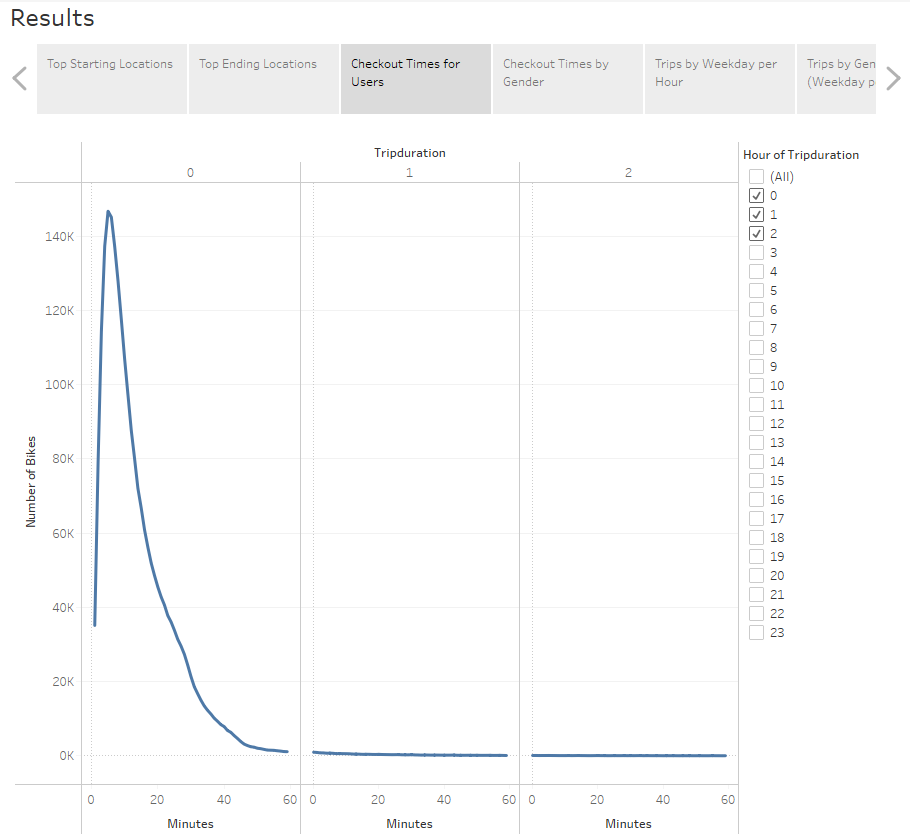 Results
Top Starting Locations
Top Ending Locations
Checkout Times for
Users
Checkout Times by
Gender
Trips by Weekday per
Hour
Trips by Gen
(Weekday p
Tripduration
0
1
2
140K
120K
100K
80K
60K
40K
20K
0K
Number of Bikes
0 20 40 60
0 20 40 60
0 20 40 60
Minutes
Minutes
Minutes
Hour of Tripduration
(All)
0
1
2
3
4
5
6
7
8
9
10
11
12
13
14
15
16
17
18
19
20
21
22
23